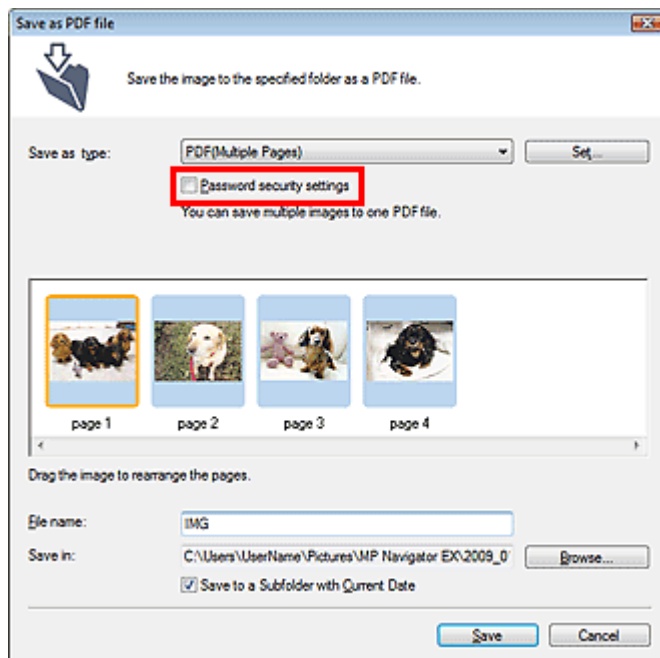 Save as PDF file
Save the image to the specified folder as a PDF file.
Save as type:
PDF(Multiple Pages)
Set...
Password security settings
You can save multiple images to one PDF file.
page 1
page 2
page 3
page 4
Drag the image to rearrange the pages.
File name:
IMG
Save in:
C:\Users\UserName\Pictures\MP Navigator EX\2009_0
Browse...
Save to a Subfolder with Current Date
Save
Cancel